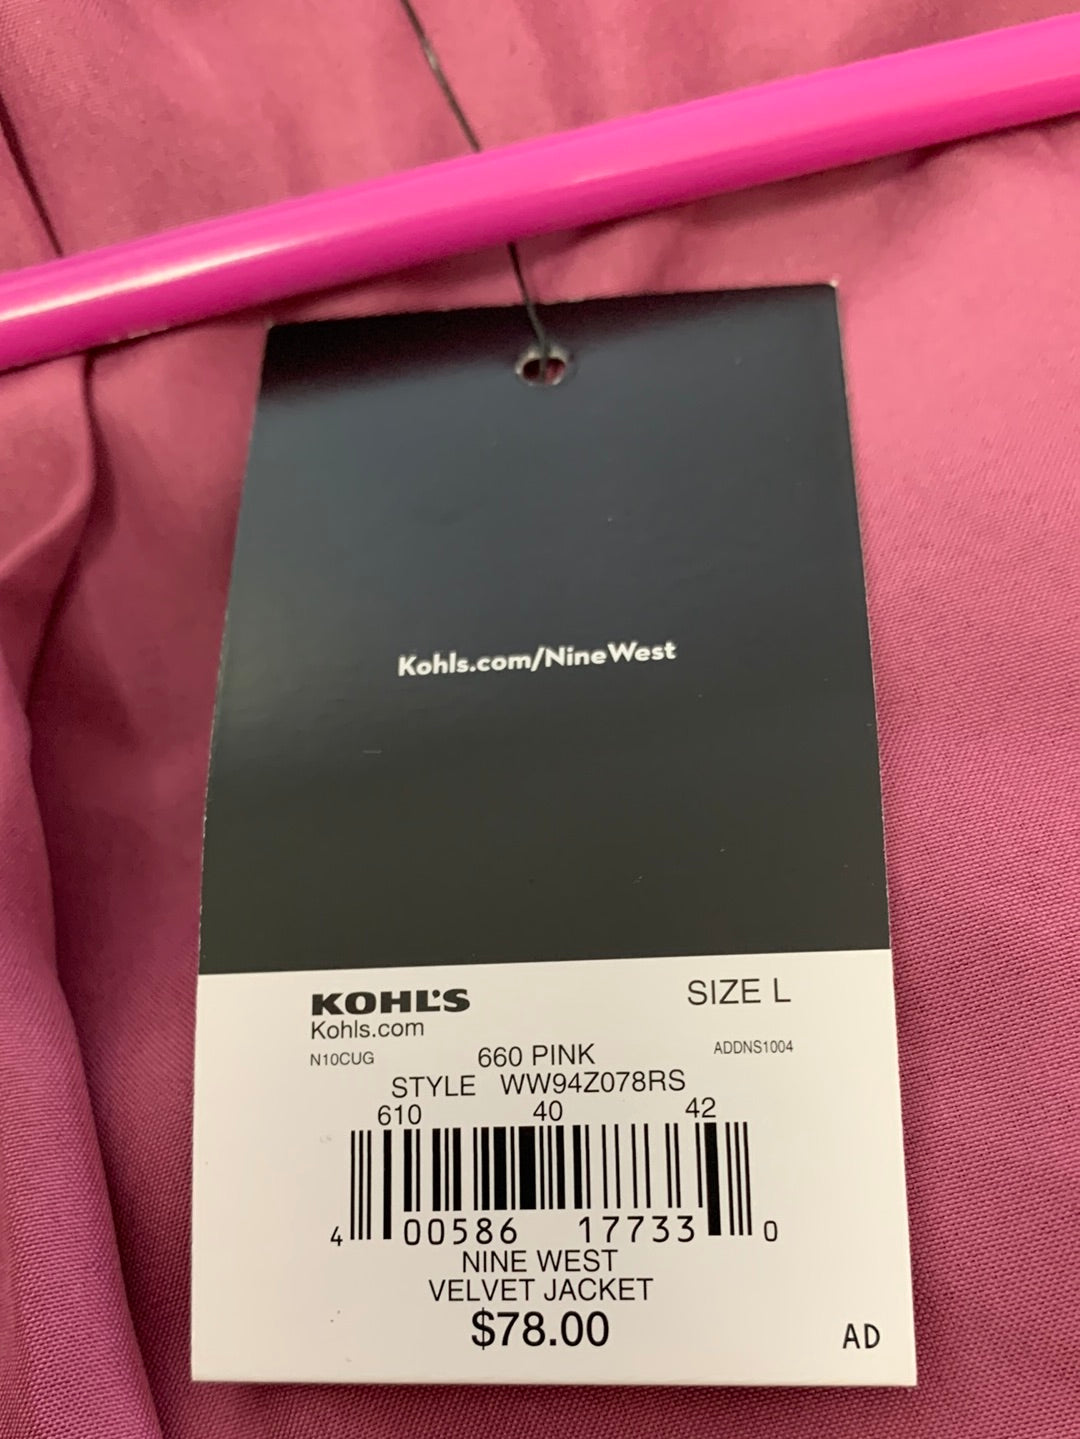 Kohls.com/NineWest
KOHL'S
SIZE L
Kohls.com
N10CUG
660 PINK
ADDNS1004
STYLE WW94Z078RS
610 40 42
4 00586 17733 0
NINE WEST
VELVET JACKET
$78.00
AD